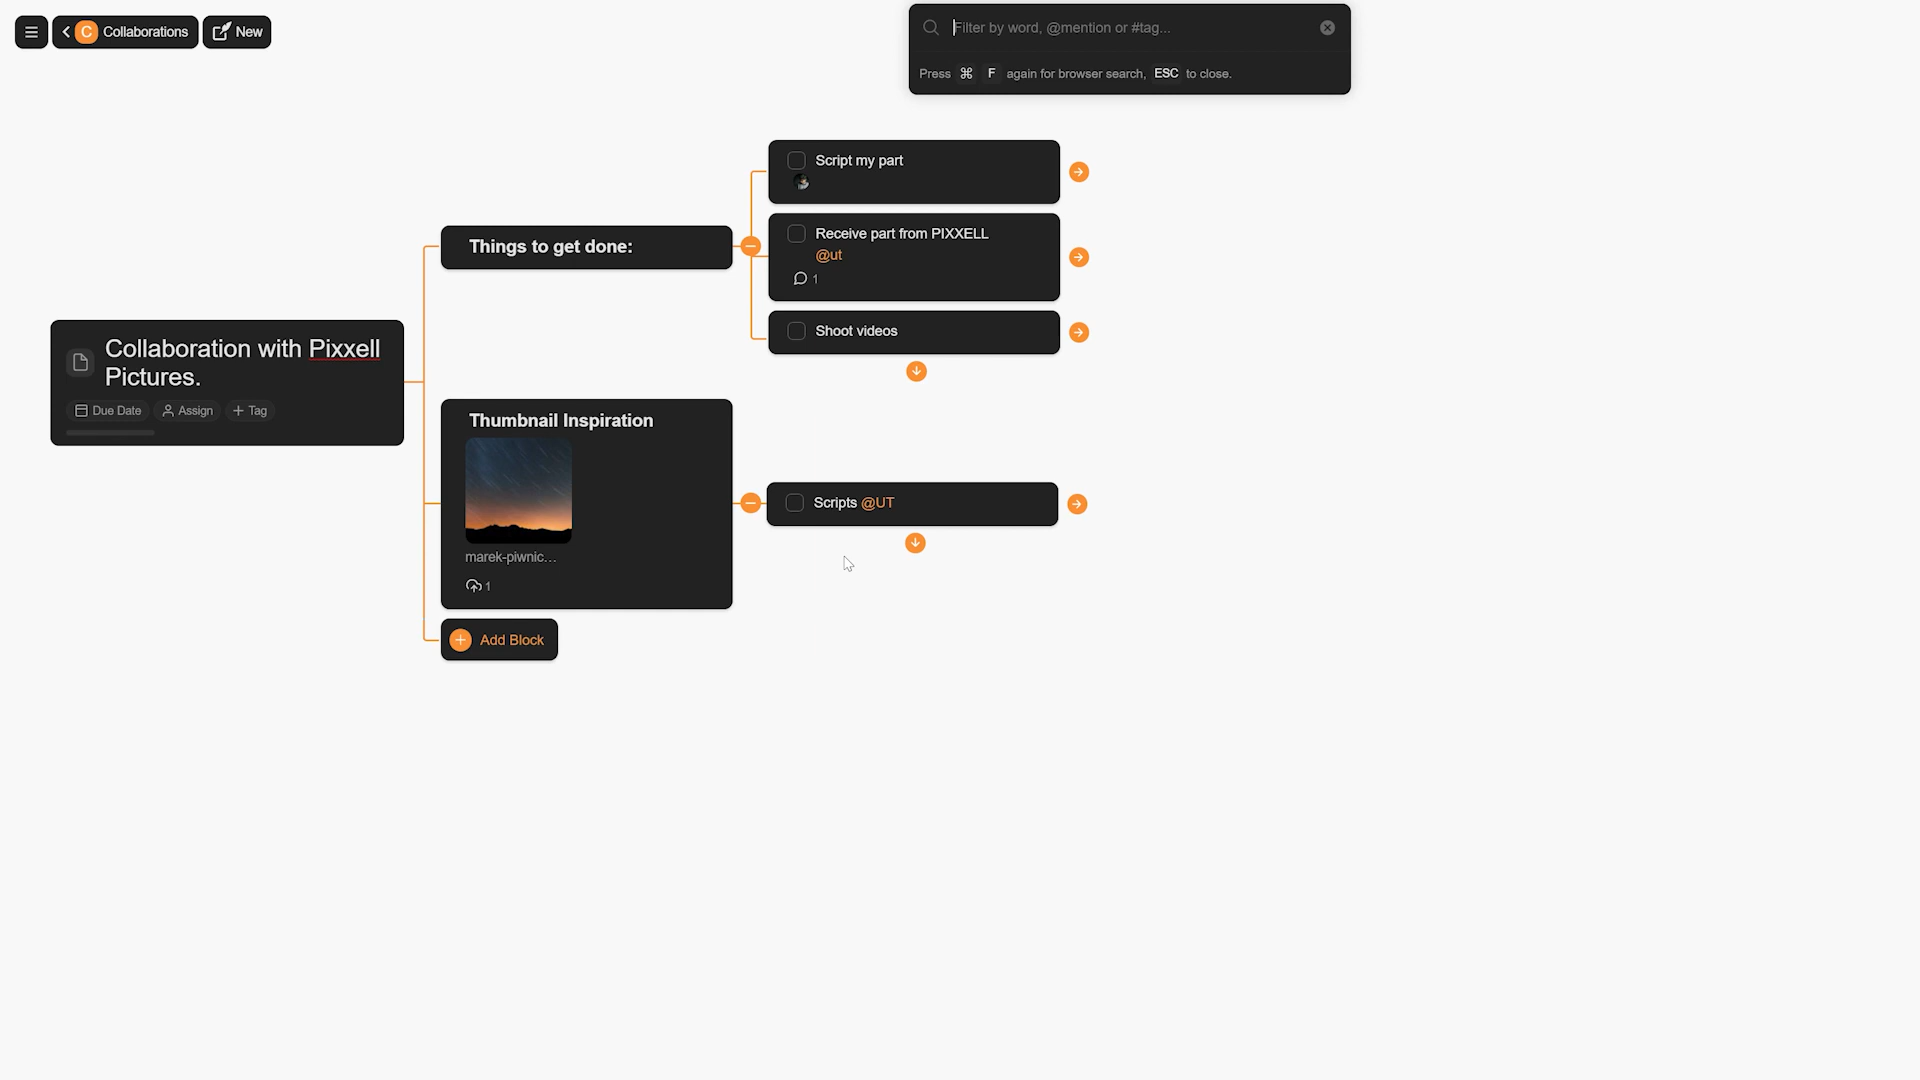 C Collaborations
New
Filter by word, @mention or #tag...
Press ⌘ F again for browser search, ESC to close.
Script my part
Receive part from PIXXELL
@ut
1
Things to get done:
Shoot videos
Collaboration with Pixxell
Pictures.
Due Date Assign + Tag
Thumbnail Inspiration
marek-piwnic...
1
Scripts @UT
Add Block